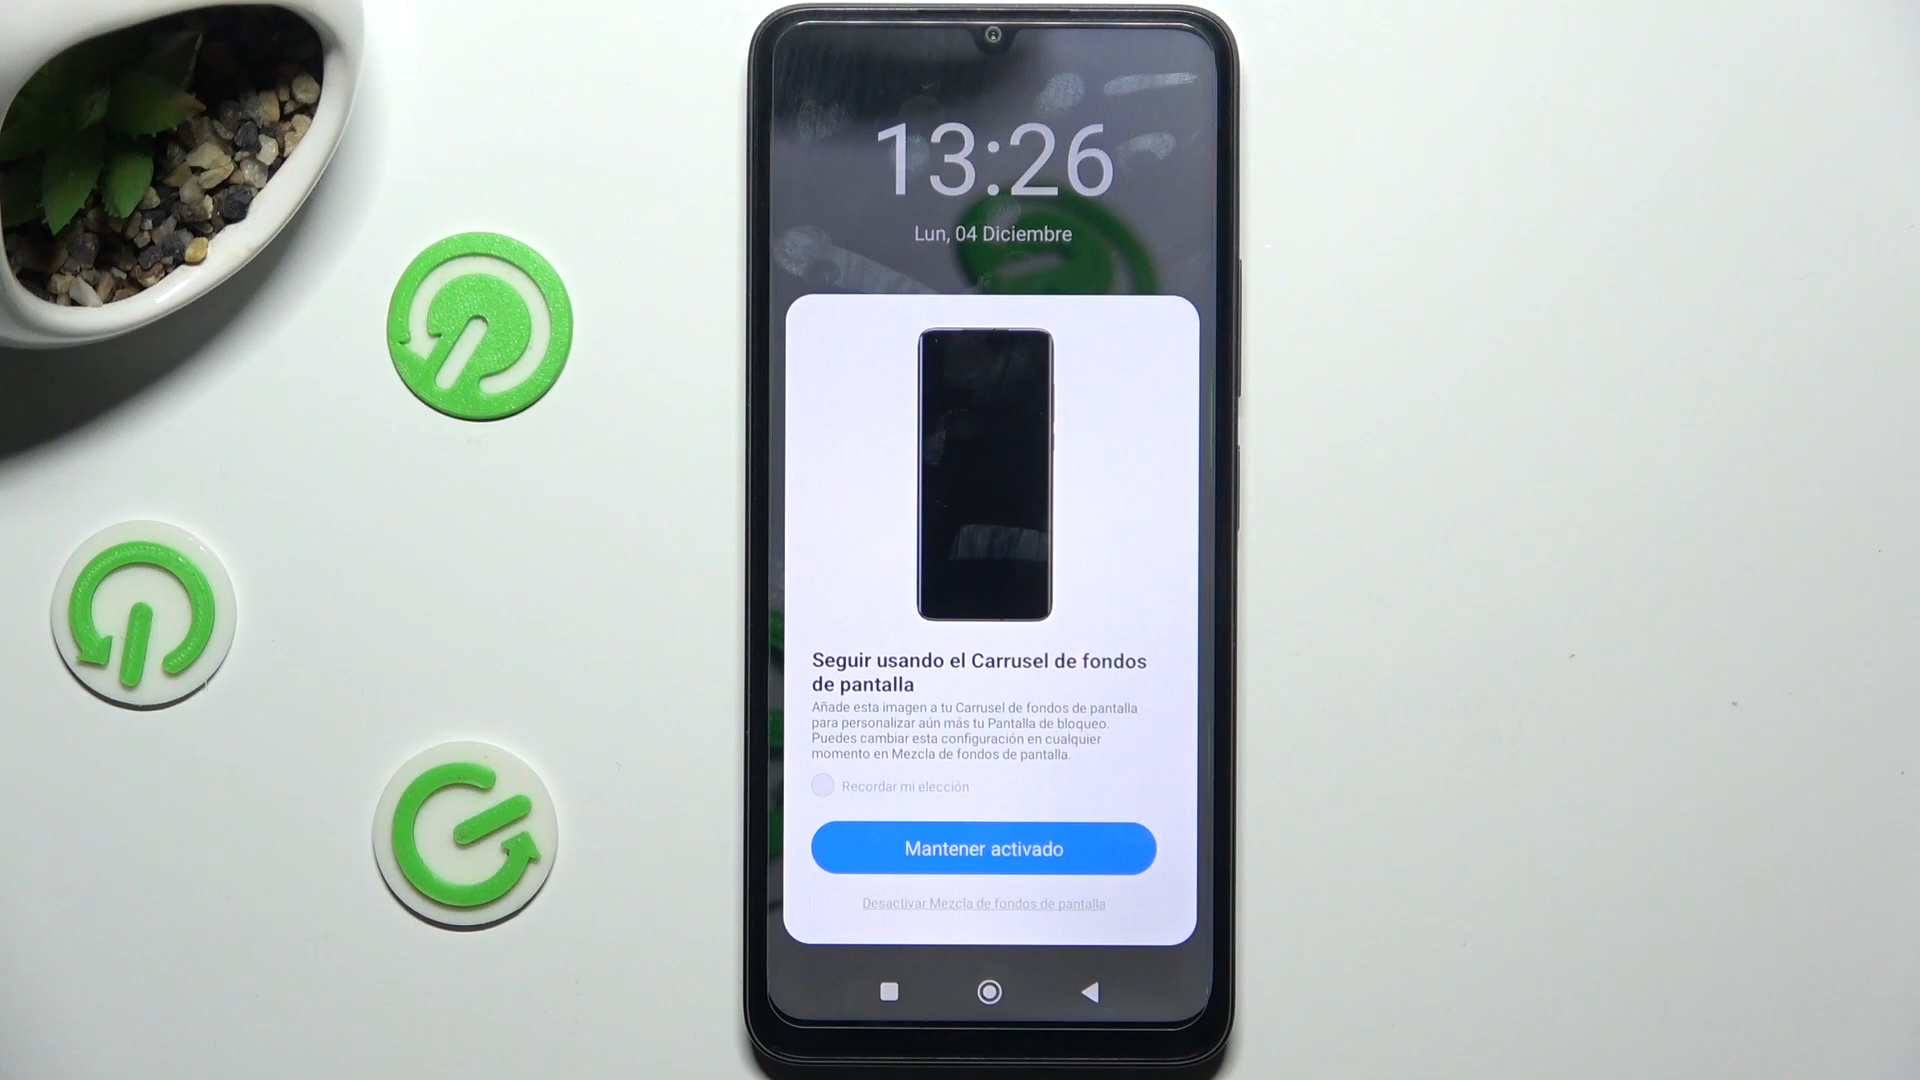 13:26
Lun, 04 Diciembre
Seguir usando el Carrusel de fondos
de pantalla
Añade esta imagen a tu Carrusel de fondos de pantalla
para personalizar aún más tu Pantalla de bloqueo.
Puedes cambiar esta configuración en cualquier
momento en Mezcla de fondos de pantalla.
Recordar mi elección
Mantener activado
Desactivar Mezcla de fondos de pantalla